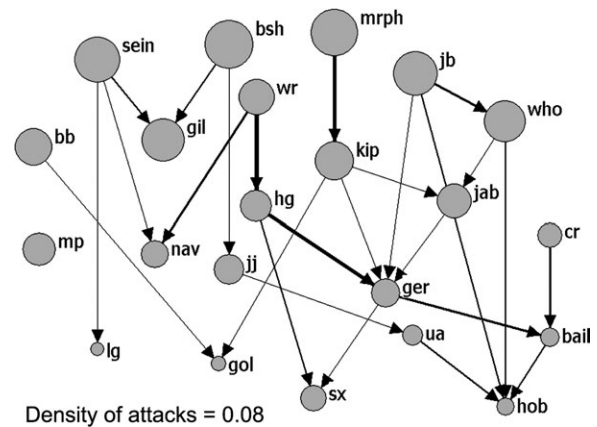 sein
bsh
mrph
jb
wr
who
gil
bb
kip
hg
jab
mp
nav
jj
cr
ger
ua
bail
lg
gol
sx
hob
Density of attacks = 0.08